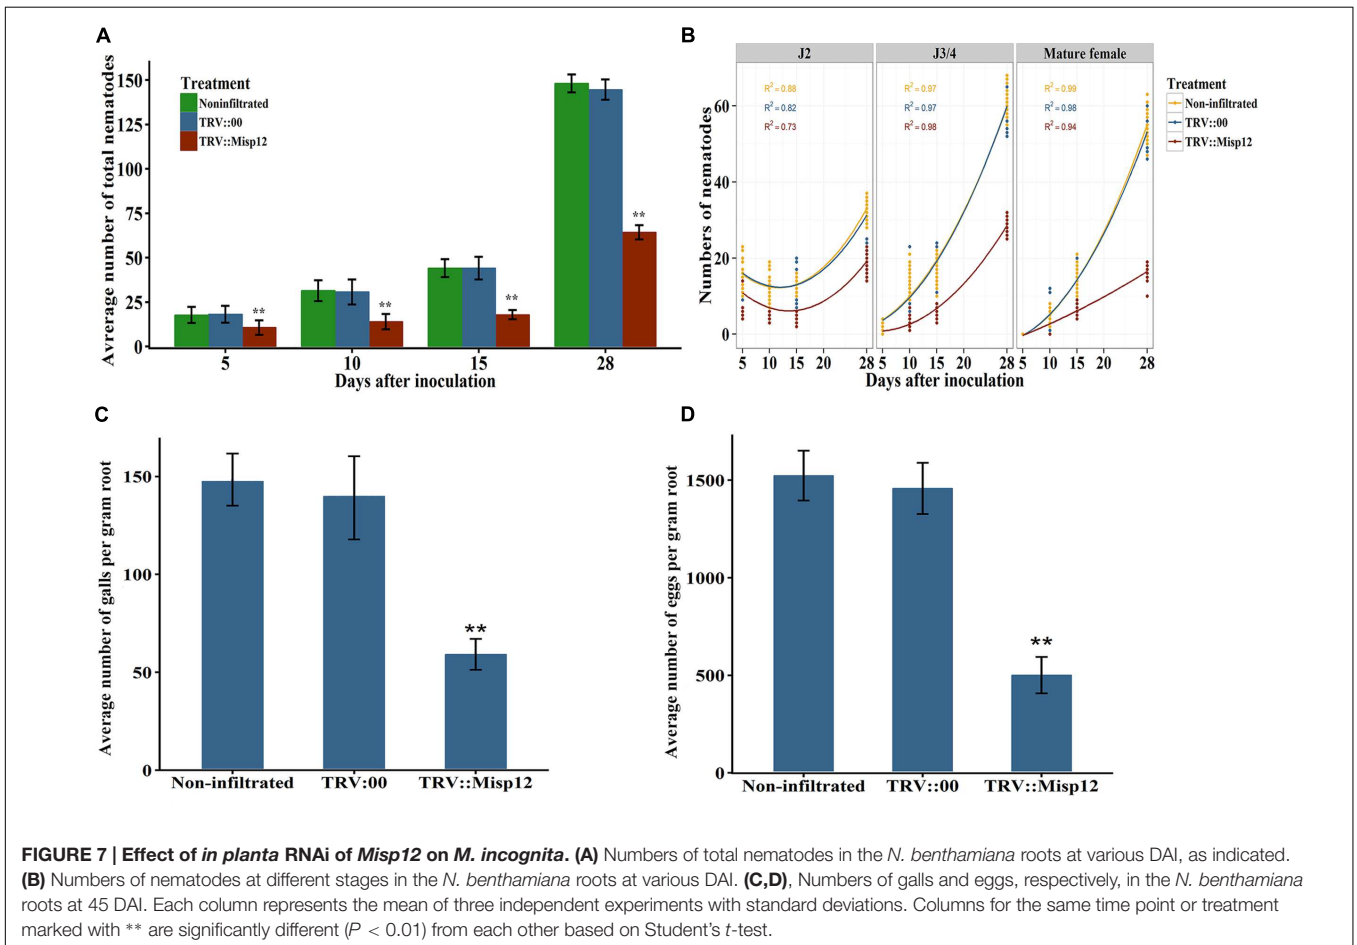 A
Treatment
Noninfiltrated
TRV::00
TRV::Misp12
Avrerage number of total nematodes
150
125
100
75
50
25
0
**
**
**
**
5
10
15
28
Days after inoculation
B
J2
J3/4
Mature female
R² = 0.88
R² = 0.82
R² = 0.73
R² = 0.97
R² = 0.97
R² = 0.98
R² = 0.99
R² = 0.98
R² = 0.94
Treatment
Non-infiltrated
TRV::00
TRV::Misp12
Numbers of nematodes
60
40
20
0
5 10 15 20 28
5 10 15 20 28
5 10 15 20 28
Days after inoculation
C
Average number of galls per gram root
150
100
50
0
**
Non-infiltrated
TRV:00
TRV::Misp12
D
Average number of eggs per gram root
1500
1000
500
0
**
Non-infiltrated
TRV::00
TRV::Misp12
FIGURE 7 | Effect of in planta RNAi of Misp12 on M. incognita. (A) Numbers of total nematodes in the N. benthamiana roots at various DAI, as indicated.
(B) Numbers of nematodes at different stages in the N. benthamiana roots at various DAI. (C,D), Numbers of galls and eggs, respectively, in the N. benthamiana
roots at 45 DAI. Each column represents the mean of three independent experiments with standard deviations. Columns for the same time point or treatment
marked with ** are significantly different (P < 0.01) from each other based on Student's t-test.